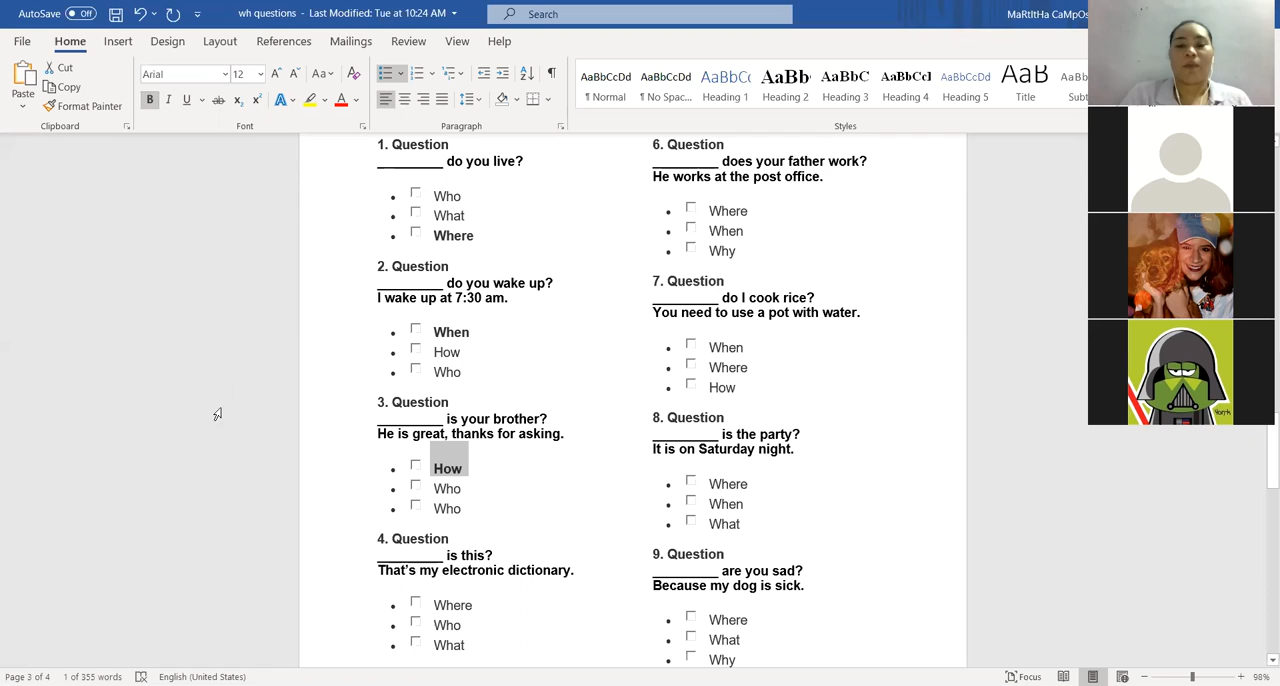 AutoSave Off
wh questions - Last Modified: Tue at 10:24 AM
Search
MaRtItHa CaMpOs
File Home Insert Draw Design Layout References Mailings Review View Help
Paste
Cut
Copy
Format Painter
Clipboard
Arial 12 Aa
Font
Paragraph
AaBbCcDd AaBbCcDd AaBbCc AaBb AaBbC AaBbCcI AaBbCcDd AaB AaBb
Normal No Spac... Heading 1 Heading 2 Heading 3 Heading 4 Heading 5 Title Subt
Styles
1. Question
_________ do you live?
Who
What
Where
2. Question
_________ do you wake up?
I wake up at 7:30 am.
When
How
Who
3. Question
_________ is your brother?
He is great, thanks for asking.
How
Who
Who
4. Question
_________ is this?
That's my electronic dictionary.
Where
Who
What
6. Question
_________ does your father work?
He works at the post office.
Where
When
Why
7. Question
_________ do I cook rice?
You need to use a pot with water.
When
Where
How
8. Question
_________ is the party?
It is on Saturday night.
Where
When
What
9. Question
_________ are you sad?
Because my dog is sick.
Where
What
Why
Page 3 of 4 1 of 355 words English (United States) Focus 98%